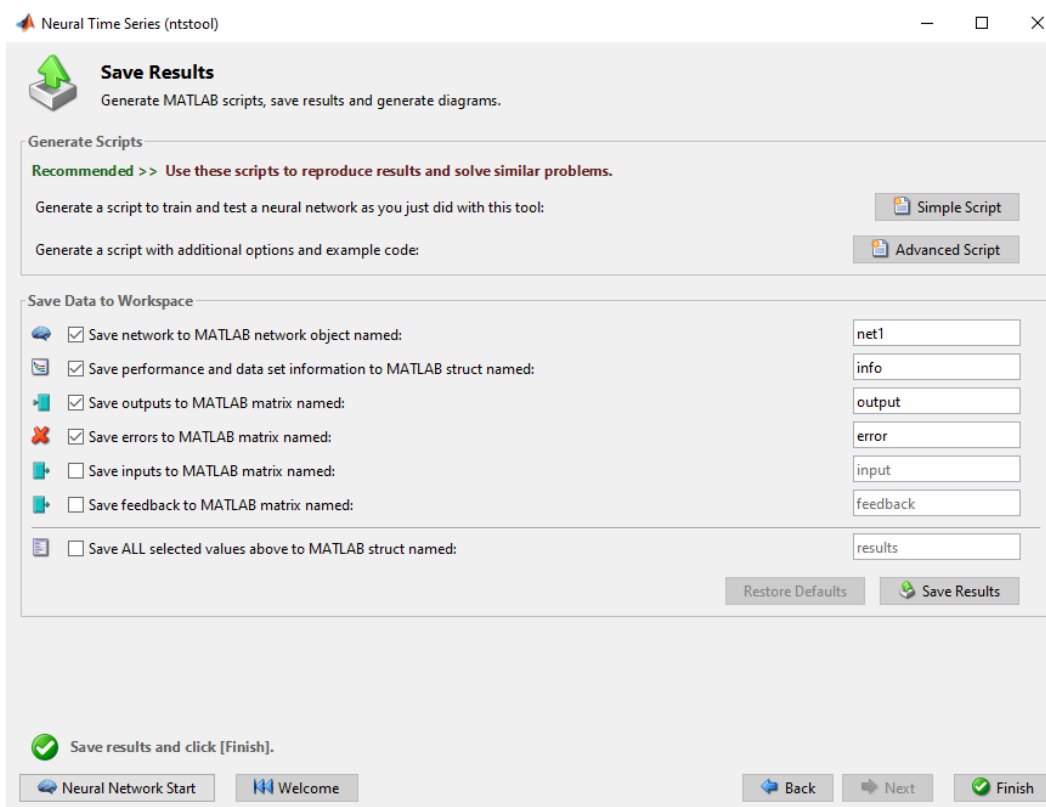 Neural Time Series (ntstool)
Save Results
Generate MATLAB scripts, save results and generate diagrams.
Generate Scripts
Recommended >> Use these scripts to reproduce results and solve similar problems.
Generate a script to train and test a neural network as you just did with this tool:
Simple Script
Generate a script with additional options and example code:
Advanced Script
Save Data to Workspace
Save network to MATLAB network object named:
net1
Save performance and data set information to MATLAB struct named:
info
Save outputs to MATLAB matrix named:
output
Save errors to MATLAB matrix named:
error
Save inputs to MATLAB matrix named:
input
Save feedback to MATLAB matrix named:
feedback
Save ALL selected values above to MATLAB struct named:
results
Restore Defaults
Save Results
Save results and click [Finish].
Neural Network Start
Welcome
Back
Next
Finish